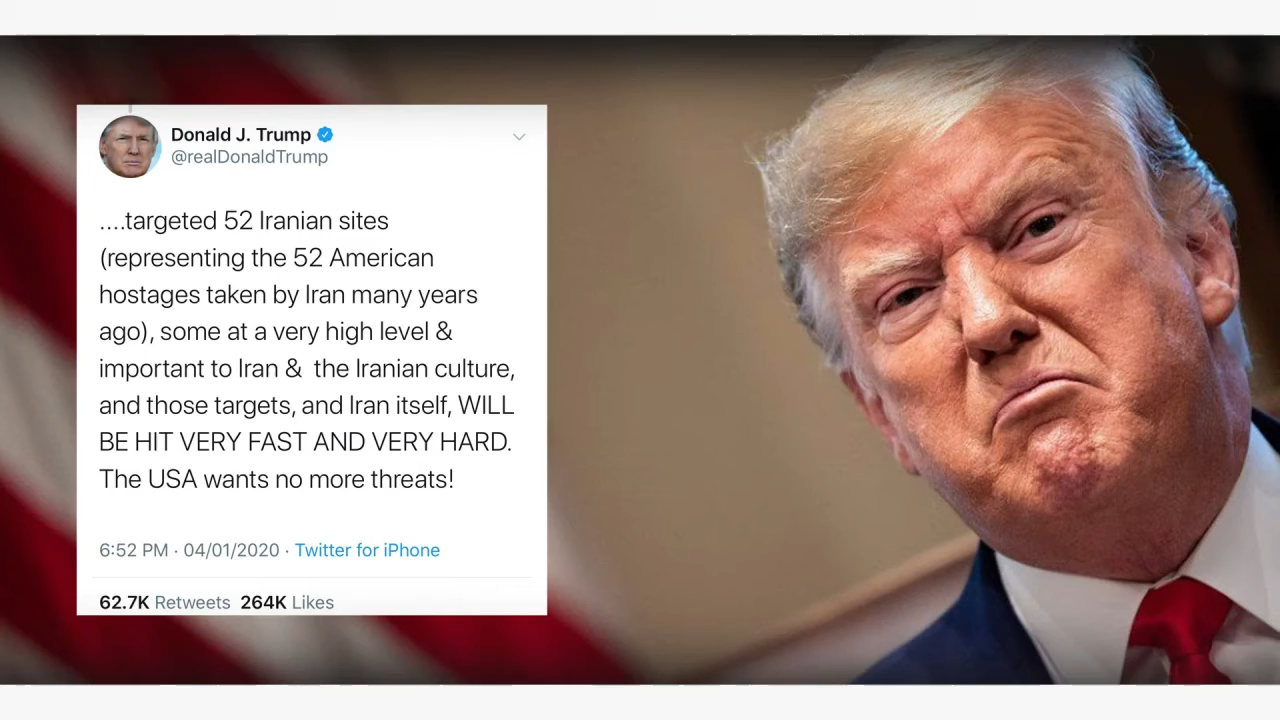 Donald J. Trump
@realDonaldTrump
....targeted 52 Iranian sites
(representing the 52 American
hostages taken by Iran many years
ago), some at a very high level &
important to Iran &  the Iranian culture,
and those targets, and Iran itself, WILL
BE HIT VERY FAST AND VERY HARD.
The USA wants no more threats!
6:52 PM · 04/01/2020 · Twitter for iPhone
62.7K Retweets 264K Likes